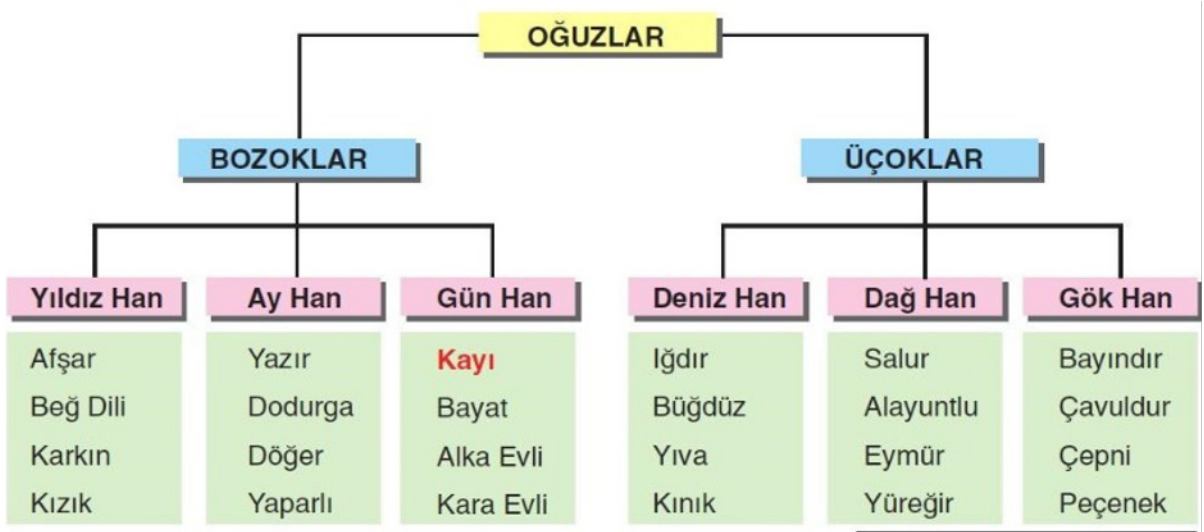 OĞUZLAR
BOZOKLAR
ÜÇOKLAR
Yıldız Han
Ay Han
Gün Han
Deniz Han
Dağ Han
Gök Han
Afşar
Beğ Dili
Karkın
Kızık
Yazır
Dodurga
Döğer
Yaparlı
Kayı
Bayat
Alka Evli
Kara Evli
Iğdır
Büğdüz
Yıva
Kınık
Salur
Alayuntlu
Eymür
Yüreğir
Bayındır
Çavuldur
Çepni
Peçenek